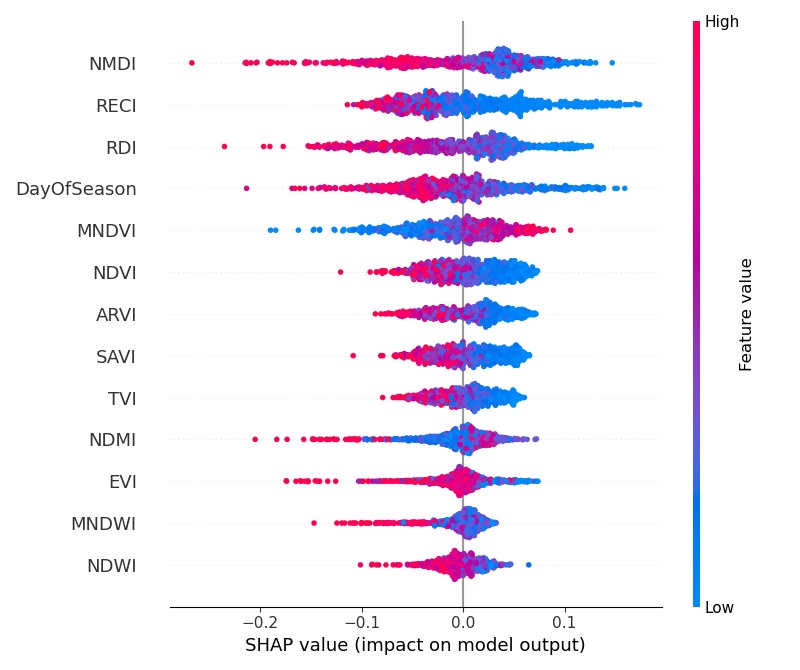 High
NMDI
RECI
RDI
DayOfSeason
MNDVI
NDVI
ARVI
SAVI
TVI
NDMI
EVI
MNDWI
NDWI
Feature value
Low
−0.2 −0.1 0.0 0.1
SHAP value (impact on model output)